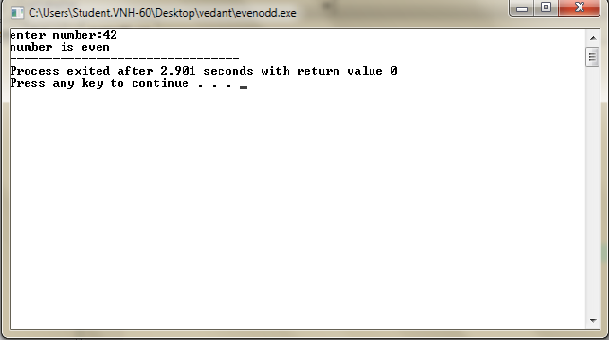 C:\Users\Student.VNH-60\Desktop\vedant\evenodd.exe
enter number:42
number is even
--------------------------------
Process exited after 2.901 seconds with return value 0
Press any key to continue . . . _